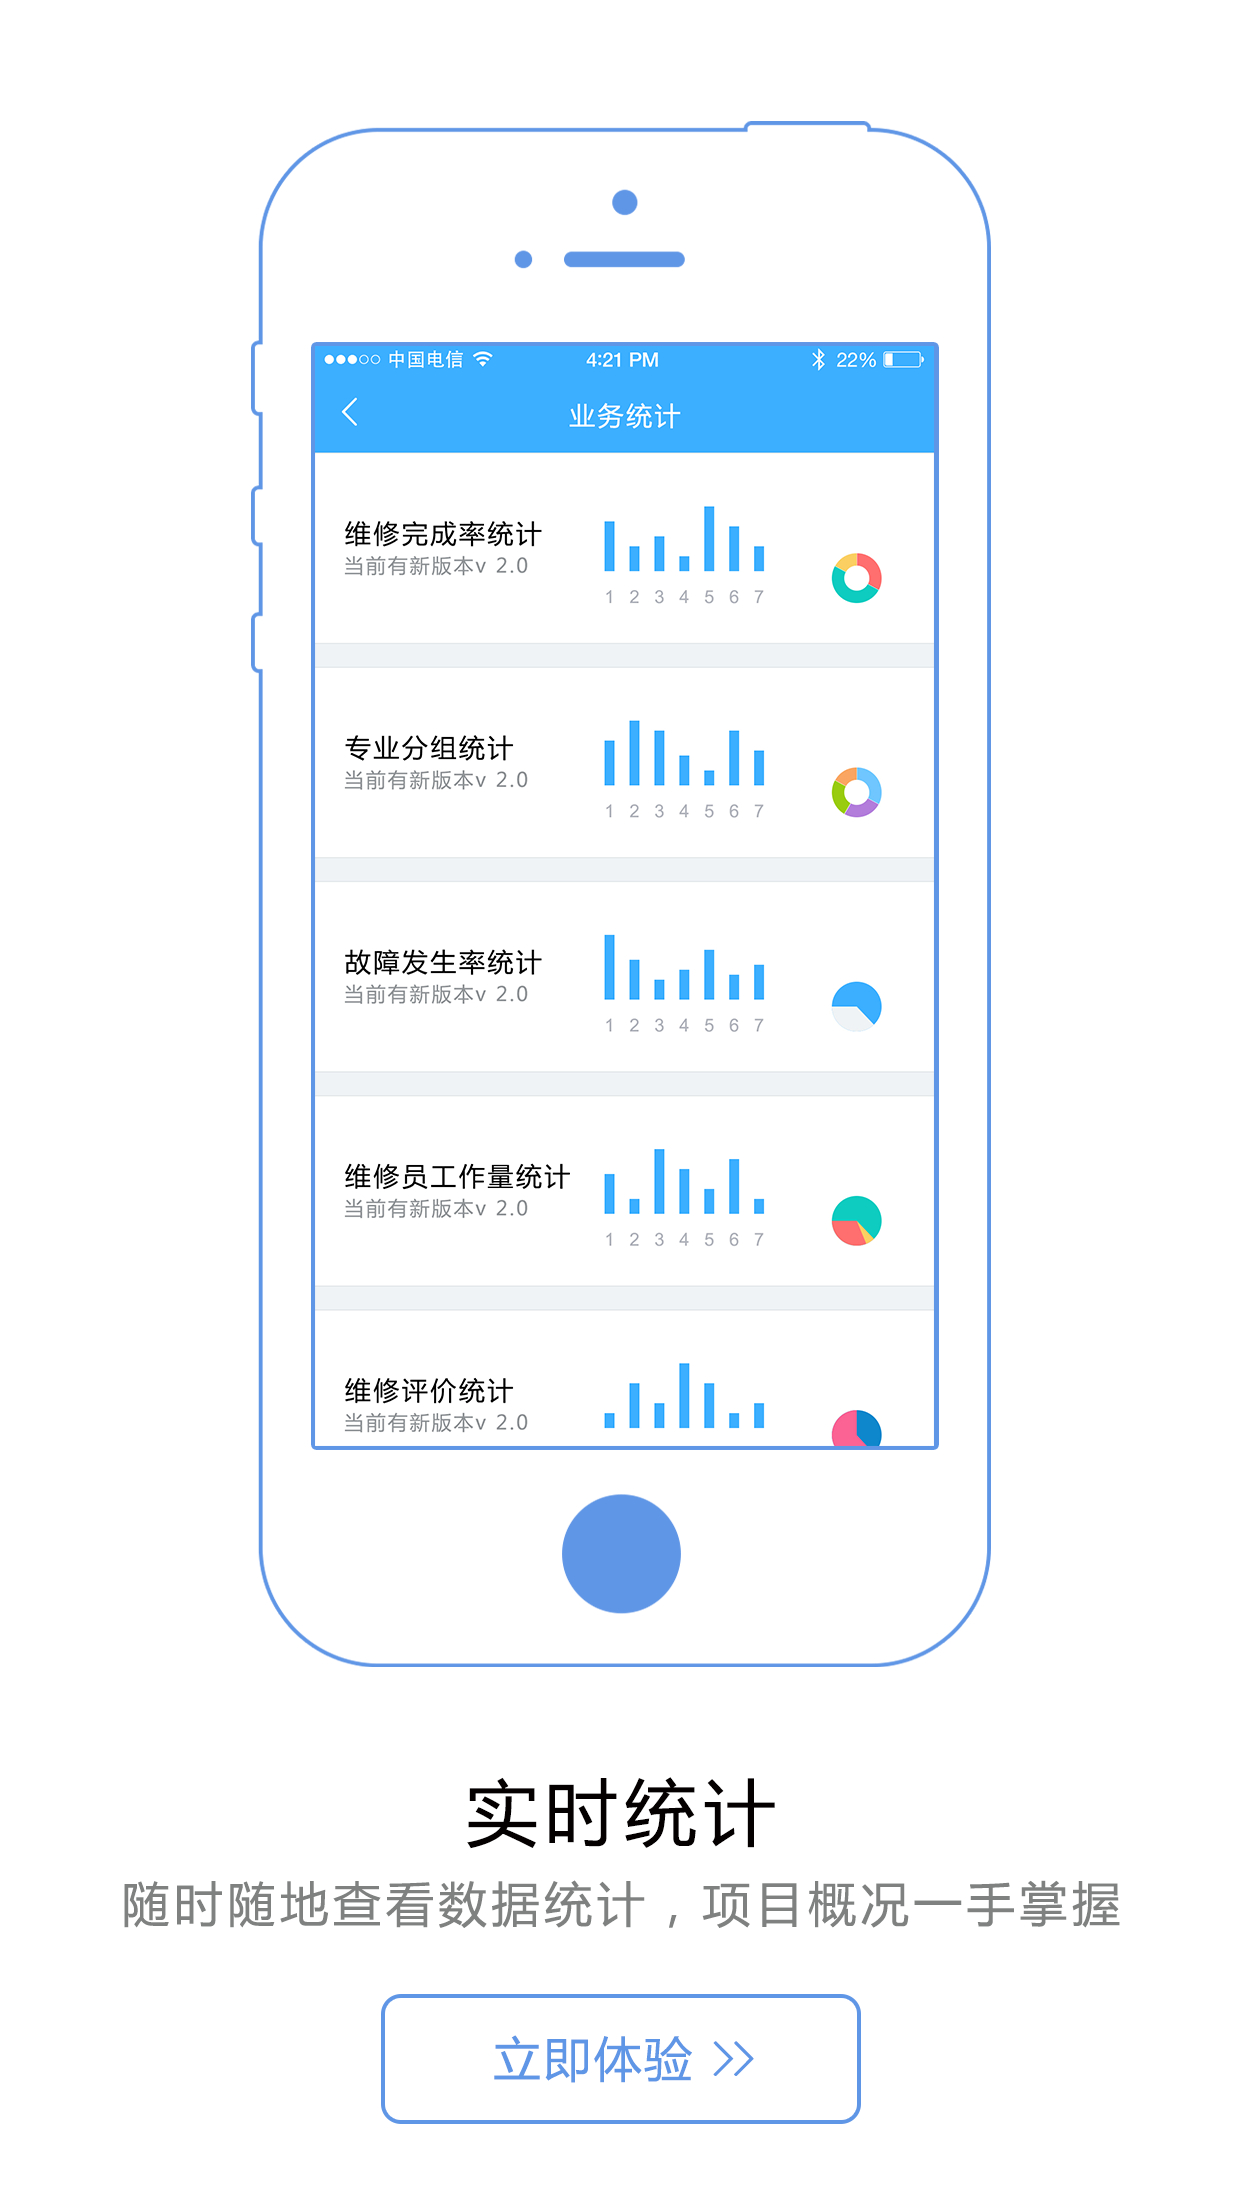 中国电信 4:21 PM 22%
业务统计
维修完成率统计
当前有新版本v 2.0
1 2 3 4 5 6 7
专业分组统计
当前有新版本v 2.0
1 2 3 4 5 6 7
故障发生率统计
当前有新版本v 2.0
1 2 3 4 5 6 7
维修员工作量统计
当前有新版本v 2.0
1 2 3 4 5 6 7
维修评价统计
当前有新版本v 2.0
实时统计
随时随地查看数据统计，项目概况一手掌握
立即体验